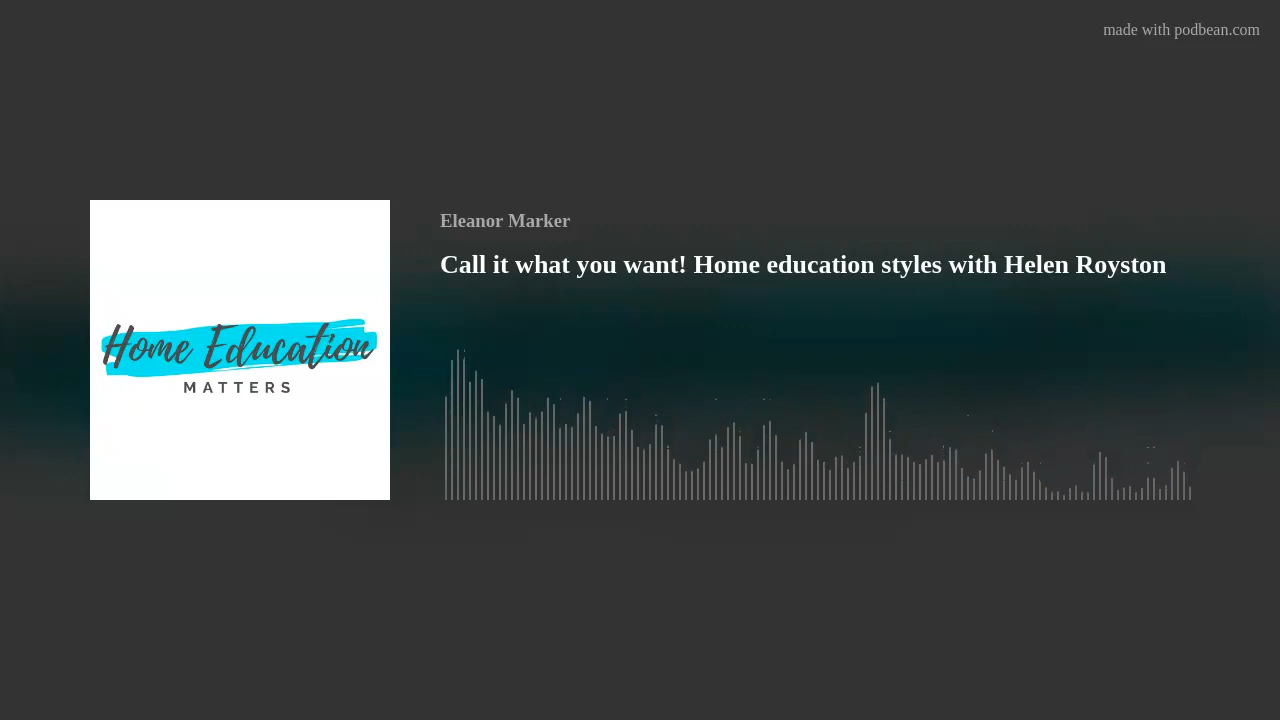 made with podbean.com
Eleanor Marker
Call it what you want! Home education styles with Helen Royston
Home Education
MATTERS